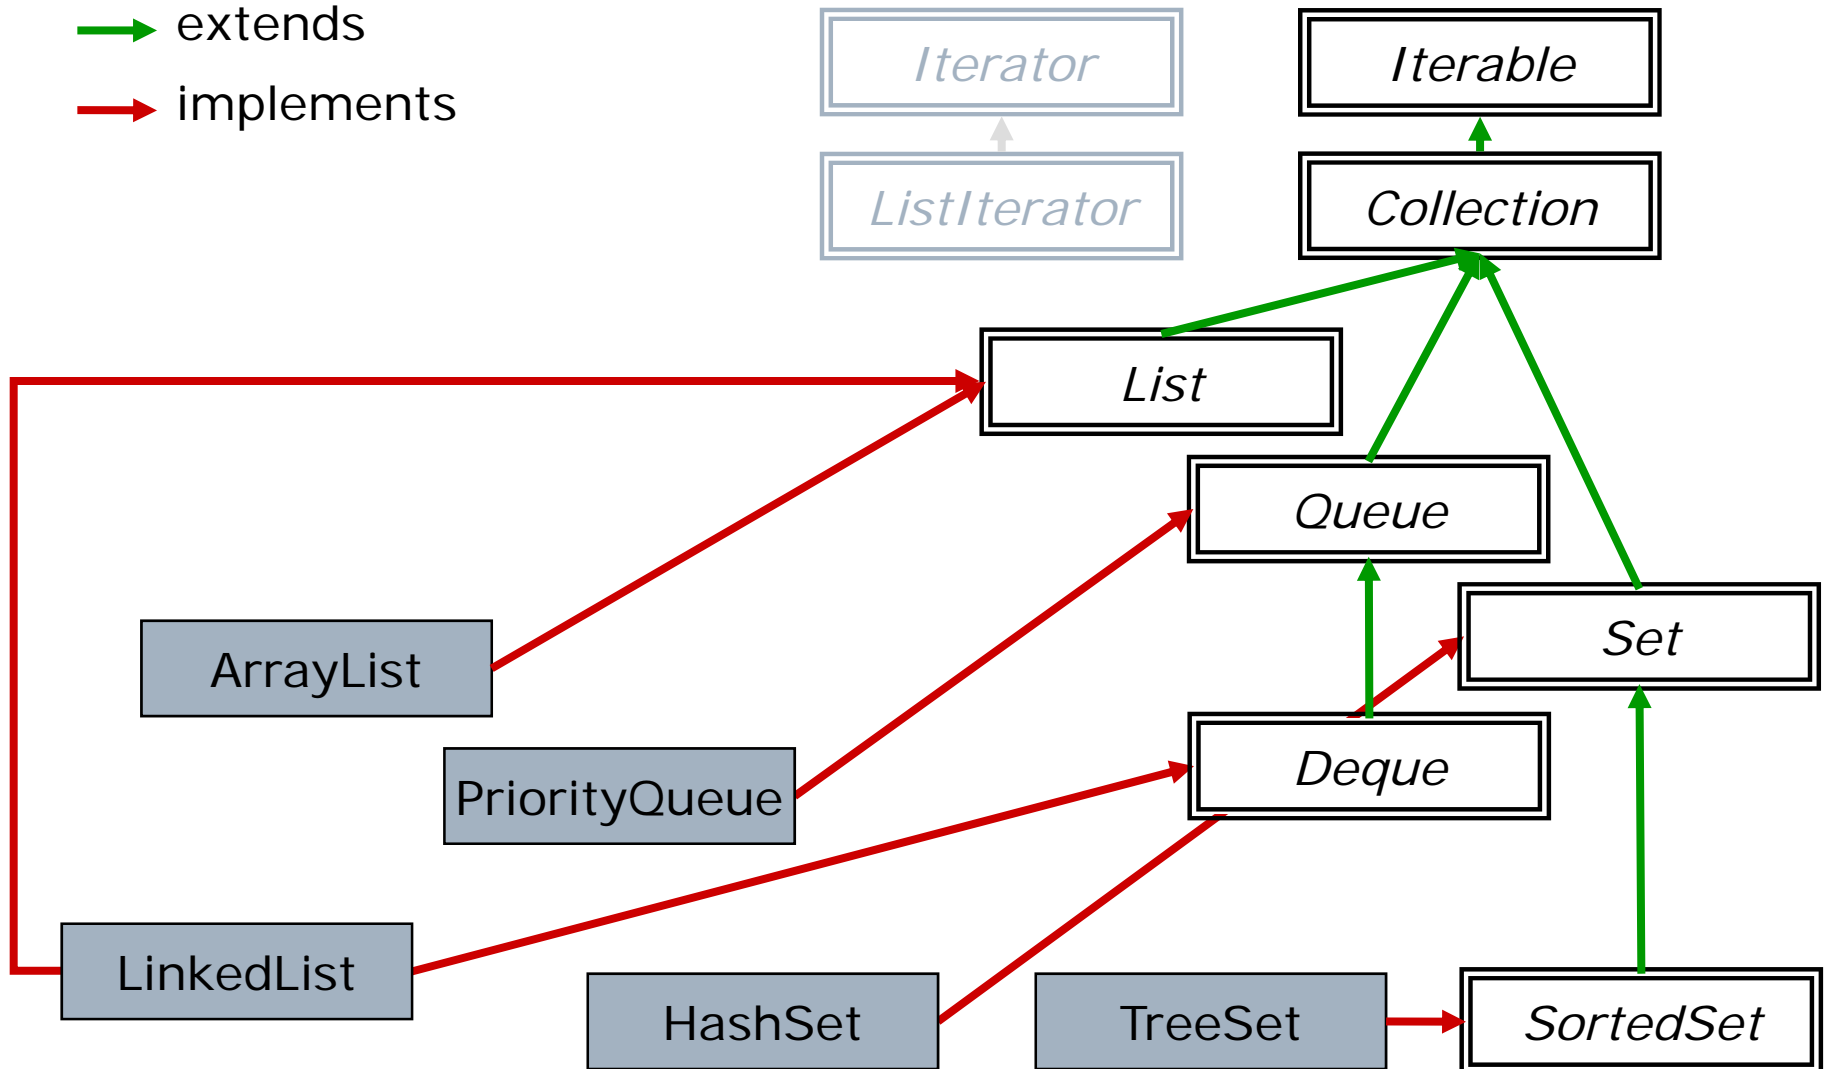 extends
implements
Iterator
Iterable
ListIterator
Collection
List
Queue
Set
ArrayList
Deque
PriorityQueue
LinkedList
HashSet
TreeSet
SortedSet